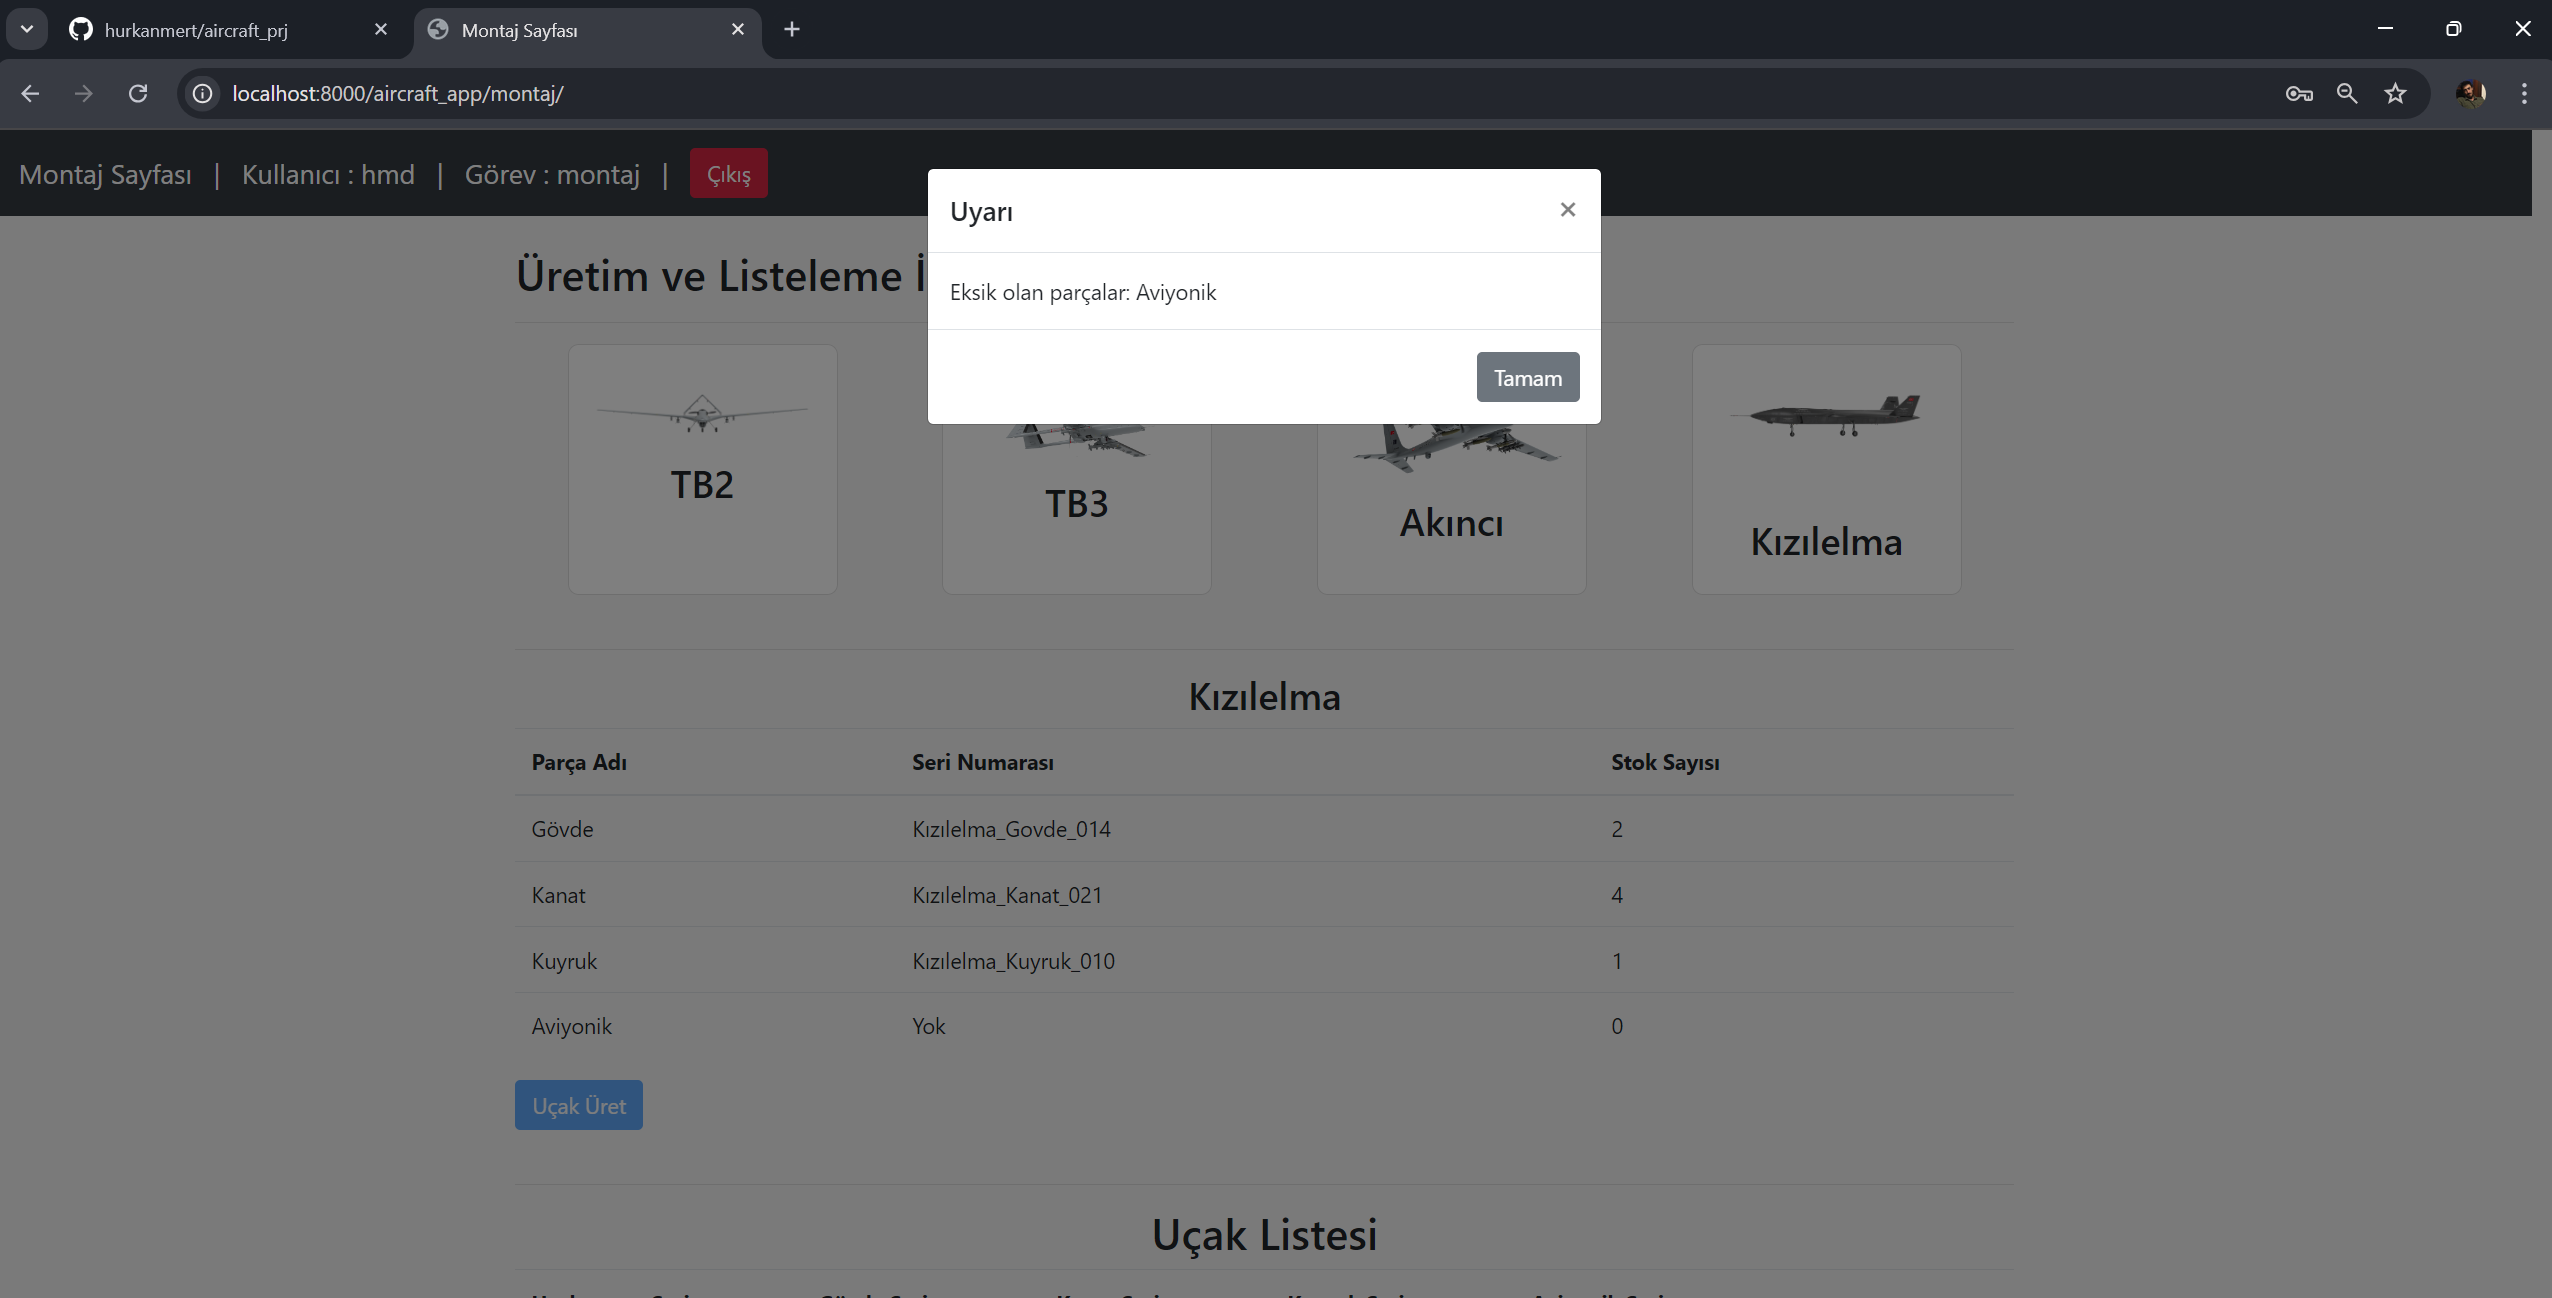 hurkanmert/aircraft_prj
Montaj Sayfası
localhost:8000/aircraft_app/montaj/
Montaj Sayfası | Kullanıcı : hmd | Görev : montaj | Çıkış
Uyarı
Eksik olan parçalar: Aviyonik
Tamam
Üretim ve Listeleme İ
TB2
TB3
Akıncı
Kızılelma
Kızılelma
Parça Adı Seri Numarası Stok Sayısı
Gövde Kızılelma_Govde_014 2
Kanat Kızılelma_Kanat_021 4
Kuyruk Kızılelma_Kuyruk_010 1
Aviyonik Yok 0
Uçak Üret
Uçak Listesi